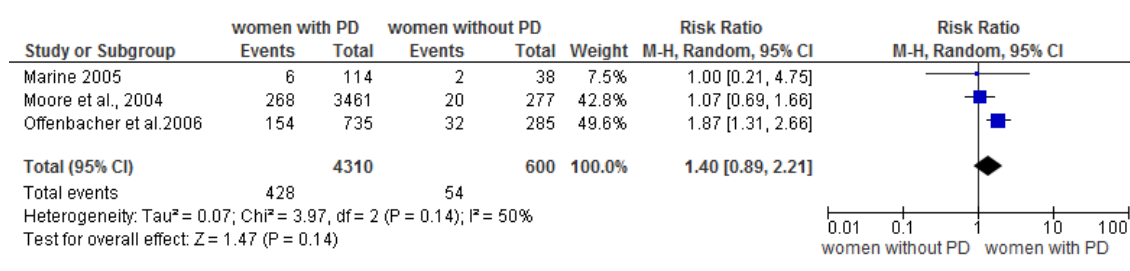 women with PD women without PD Risk Ratio Risk Ratio
Study or Subgroup Events Total Events Total Weight M-H, Random, 95% CI M-H, Random, 95% CI
Marine 2005 6 114 2 38 7.5% 1.00 [0.21, 4.75]
Moore et al., 2004 268 3461 20 277 42.8% 1.07 [0.69, 1.66]
Offenbacher et al.2006 154 735 32 285 49.6% 1.87 [1.31, 2.66]
Total (95% CI) 4310 600 100.0% 1.40 [0.89, 2.21]
Total events 428 54
Heterogeneity: Tau² = 0.07; Chi² = 3.97, df = 2 (P = 0.14); I² = 50%
Test for overall effect: Z = 1.47 (P = 0.14)
0.01 0.1 1 10 100
women without PD women with PD